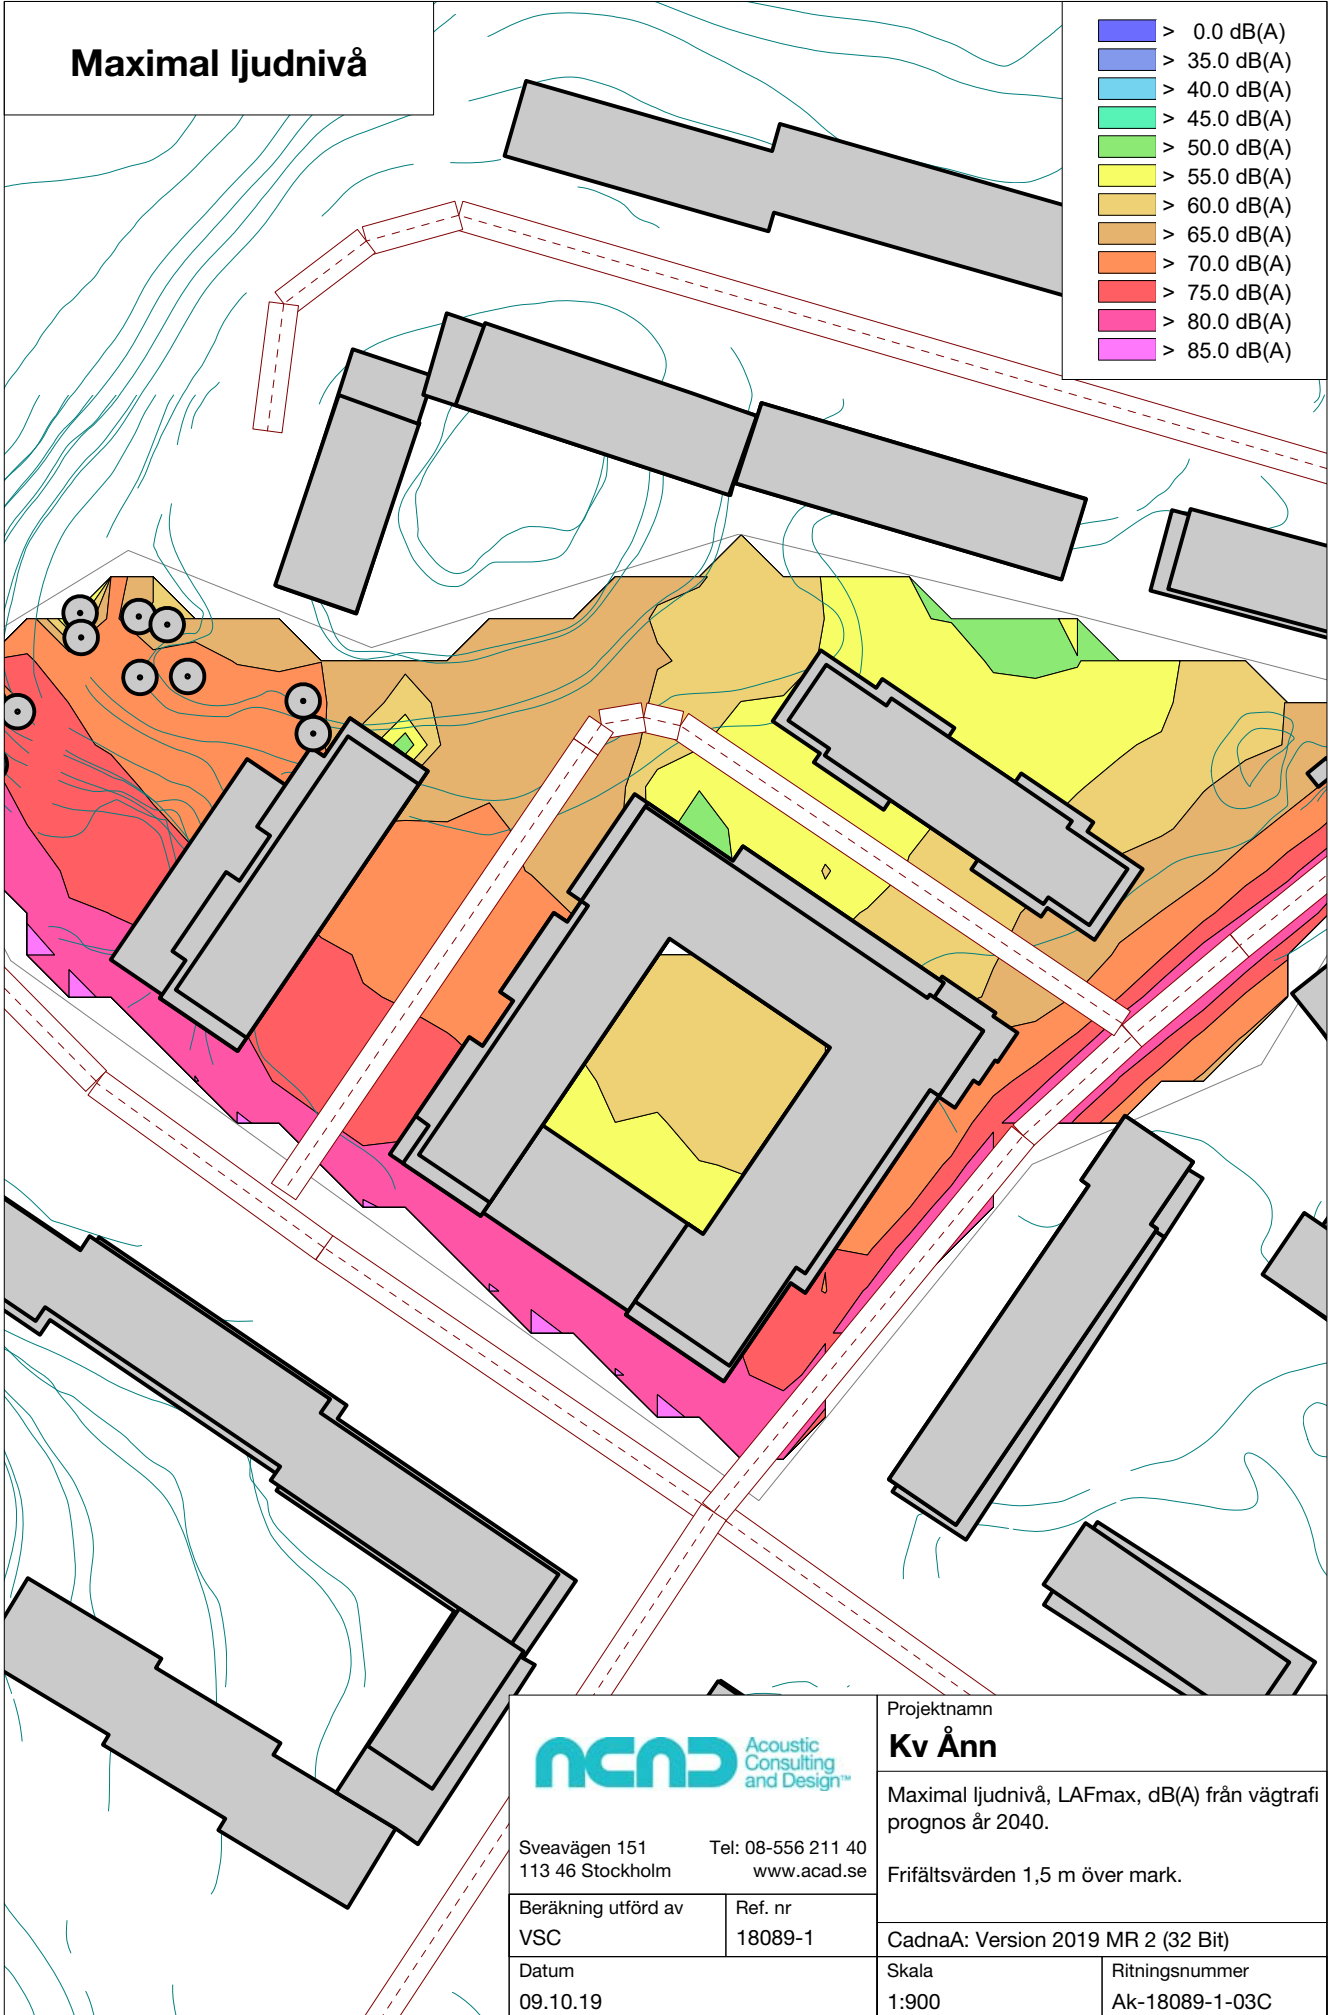 Maximal ljudnivå
> 0.0 dB(A)
> 35.0 dB(A)
> 40.0 dB(A)
> 45.0 dB(A)
> 50.0 dB(A)
> 55.0 dB(A)
> 60.0 dB(A)
> 65.0 dB(A)
> 70.0 dB(A)
> 75.0 dB(A)
> 80.0 dB(A)
> 85.0 dB(A)
ACAD
Acoustic
Consulting
and Design™
Sveavägen 151
113 46 Stockholm
Tel: 08-556 211 40
www.acad.se
Beräkning utförd av
VSC
Ref. nr
18089-1
Datum
09.10.19
Projektnamn
Kv Ånn
Maximal ljudnivå, LAFmax, dB(A) från vägtrafi
prognos år 2040.
Frifältsvärden 1,5 m över mark.
CadnaA: Version 2019 MR 2 (32 Bit)
Skala
1:900
Ritningsnummer
Ak-18089-1-03C